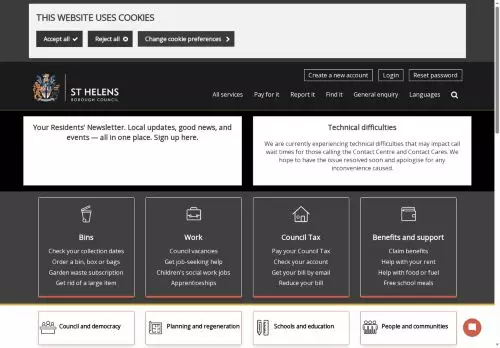 THIS WEBSITE USES COOKIES
Accept all
Reject all
Change cookie preferences
Create a new account
Login
Reset password
ST HELENS
BOROUGH COUNCIL
All services
Pay for it
Report it
Find it
General enquiry
Languages
Your Residents' Newsletter. Local updates, good news, and
events — all in one place. Sign up here.
Technical difficulties
We are currently experiencing technical difficulties that may impact call
wait times for those calling the Contact Centre and Contact Cares. We
hope to have the issue resolved soon and apologise for any
inconvenience caused.
Bins
Check your collection dates
Order a bin, box or bags
Garden waste subscription
Get rid of a large item
Work
Council vacancies
Get job-seeking help
Children's social work jobs
Apprenticeships
Council Tax
Pay your Council Tax
Check your account
Get your bill by email
Reduce your bill
Benefits and support
Claim benefits
Help with your rent
Help with food or fuel
Free school meals
Council and democracy
Planning and regeneration
Schools and education
People and communities